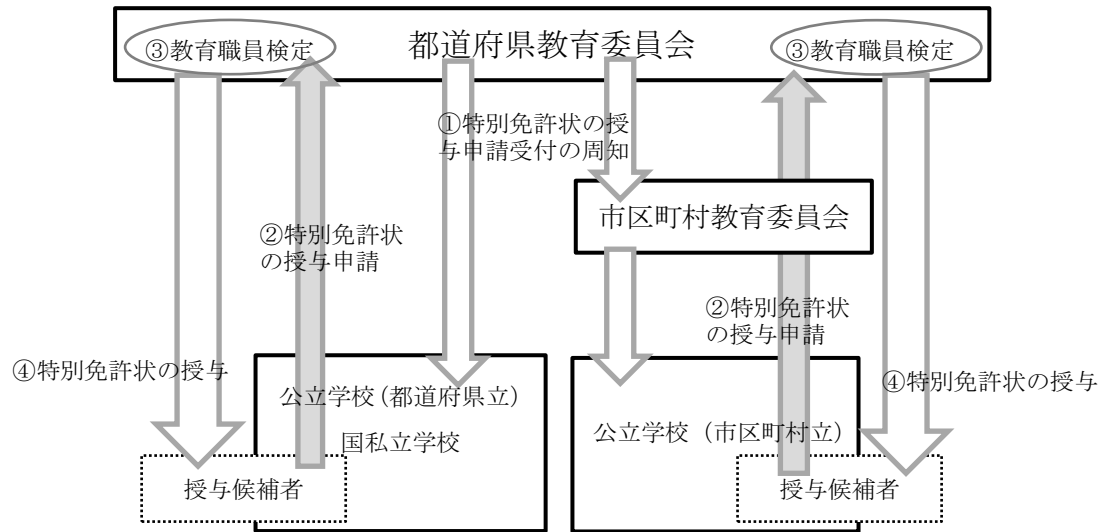 ③教育職員検定
都道府県教育委員会
③教育職員検定
①特別免許状の授
与申請受付の周知
市区町村教育委員会
②特別免許状
の授与申請
②特別免許状
の授与申請
④特別免許状の授与
④特別免許状の授与
公立学校(都道府県立)
国私立学校
公立学校（市区町村立）
授与候補者
授与候補者